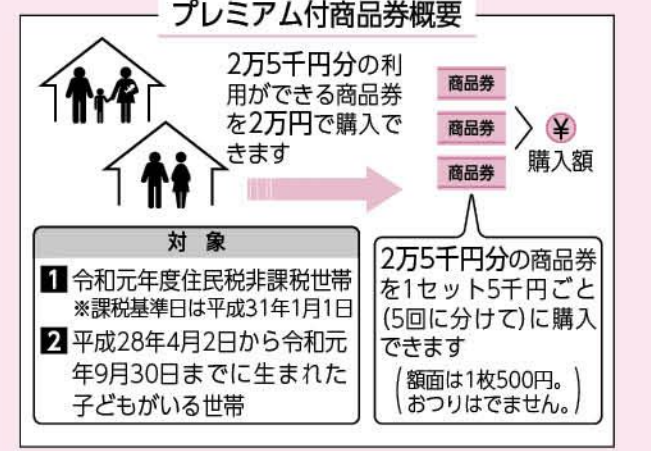 プレミアム付商品券概要
2万5千円分の利
用ができる商品券
を2万円で購入で
きます
商品券
商品券
商品券
¥
購入額
対 象
1 令和元年度住民税非課税世帯
※課税基準日は平成31年1月1日
2 平成28年4月2日から令和元
年9月30日までに生まれた
子どもがいる世帯
2万5千円分の商品券
を1セット5千円ごと
(5回に分けて)に購入
できます
(額面は1枚500円。
おつりはでません。)